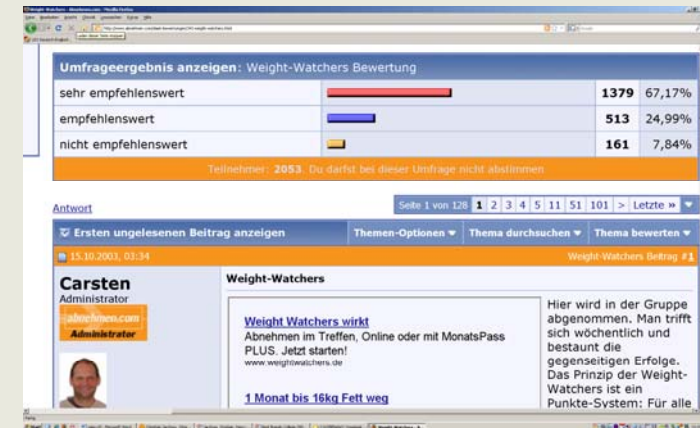 Umfrageergebnis anzeigen: Weight-Watchers Bewertung
sehr empfehlenswert 1379 67,17%
empfehlenswert 513 24,99%
nicht empfehlenswert 161 7,84%
Teilnehmer: 2053. Du darfst bei dieser Umfrage nicht abstimmen
Antwort
Seite 1 von 128 1 2 3 4 5 11 51 101 > Letzte »
Ersten ungelesenen Beitrag anzeigen Themen-Optionen Thema durchsuchen Thema bewerten
15.10.2003, 03:34 Weight-Watchers Beitrag #1
Carsten
Administrator
abnehmen.com
Administrator
Weight-Watchers
Weight Watchers wirkt
Abnehmen im Treffen, Online oder mit MonatsPass
PLUS. Jetzt starten!
www.weightwatchers.de
1 Monat bis 16kg Fett weg
Hier wird in der Gruppe
abgenommen. Man trifft
sich wöchentlich und
bestaunt die
gegenseitigen Erfolge.
Das Prinzip der Weight-
Watchers ist ein
Punkte-System: Für alle